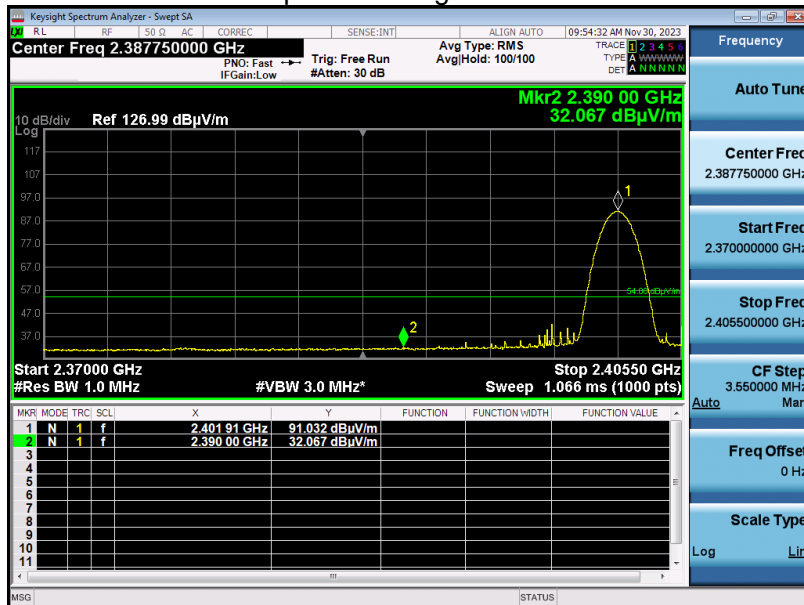 Keysight Spectrum Analyzer - Swept SA
RL RF 50 Ω AC CORREC SENSE:INT ALIGN AUTO 09:54:32 AM Nov 30, 2023
Center Freq 2.387750000 GHz
PNO: Fast
IFGain:Low
Trig: Free Run
#Atten: 30 dB
Avg Type: RMS
Avg|Hold: 100/100
TRACE 1 2 3 4 5 6
TYPE A WWWWW
DET A N N N N N
Mkr2 2.390 00 GHz
32.067 dBµV/m
10 dB/div Ref 126.99 dBµV/m
Log
117
107
97.0
87.0
77.0
67.0
57.0
47.0
37.0
1
54.00 dBµV/m
2
Start 2.37000 GHz Stop 2.40550 GHz
#Res BW 1.0 MHz #VBW 3.0 MHz* Sweep 1.066 ms (1000 pts)
MKR MODE TRC SCL X Y FUNCTION FUNCTION WIDTH FUNCTION VALUE
1 N 1 f 2.401 91 GHz 91.032 dBµV/m
2 N 1 f 2.390 00 GHz 32.067 dBµV/m
3
4
5
6
7
8
9
10
11
MSG STATUS
Frequency
Auto Tune
Center Freq
2.387750000 GHz
Start Freq
2.370000000 GHz
Stop Freq
2.405500000 GHz
CF Step
3.550000 MHz
Auto Man
Freq Offset
0 Hz
Scale Type
Log Lin